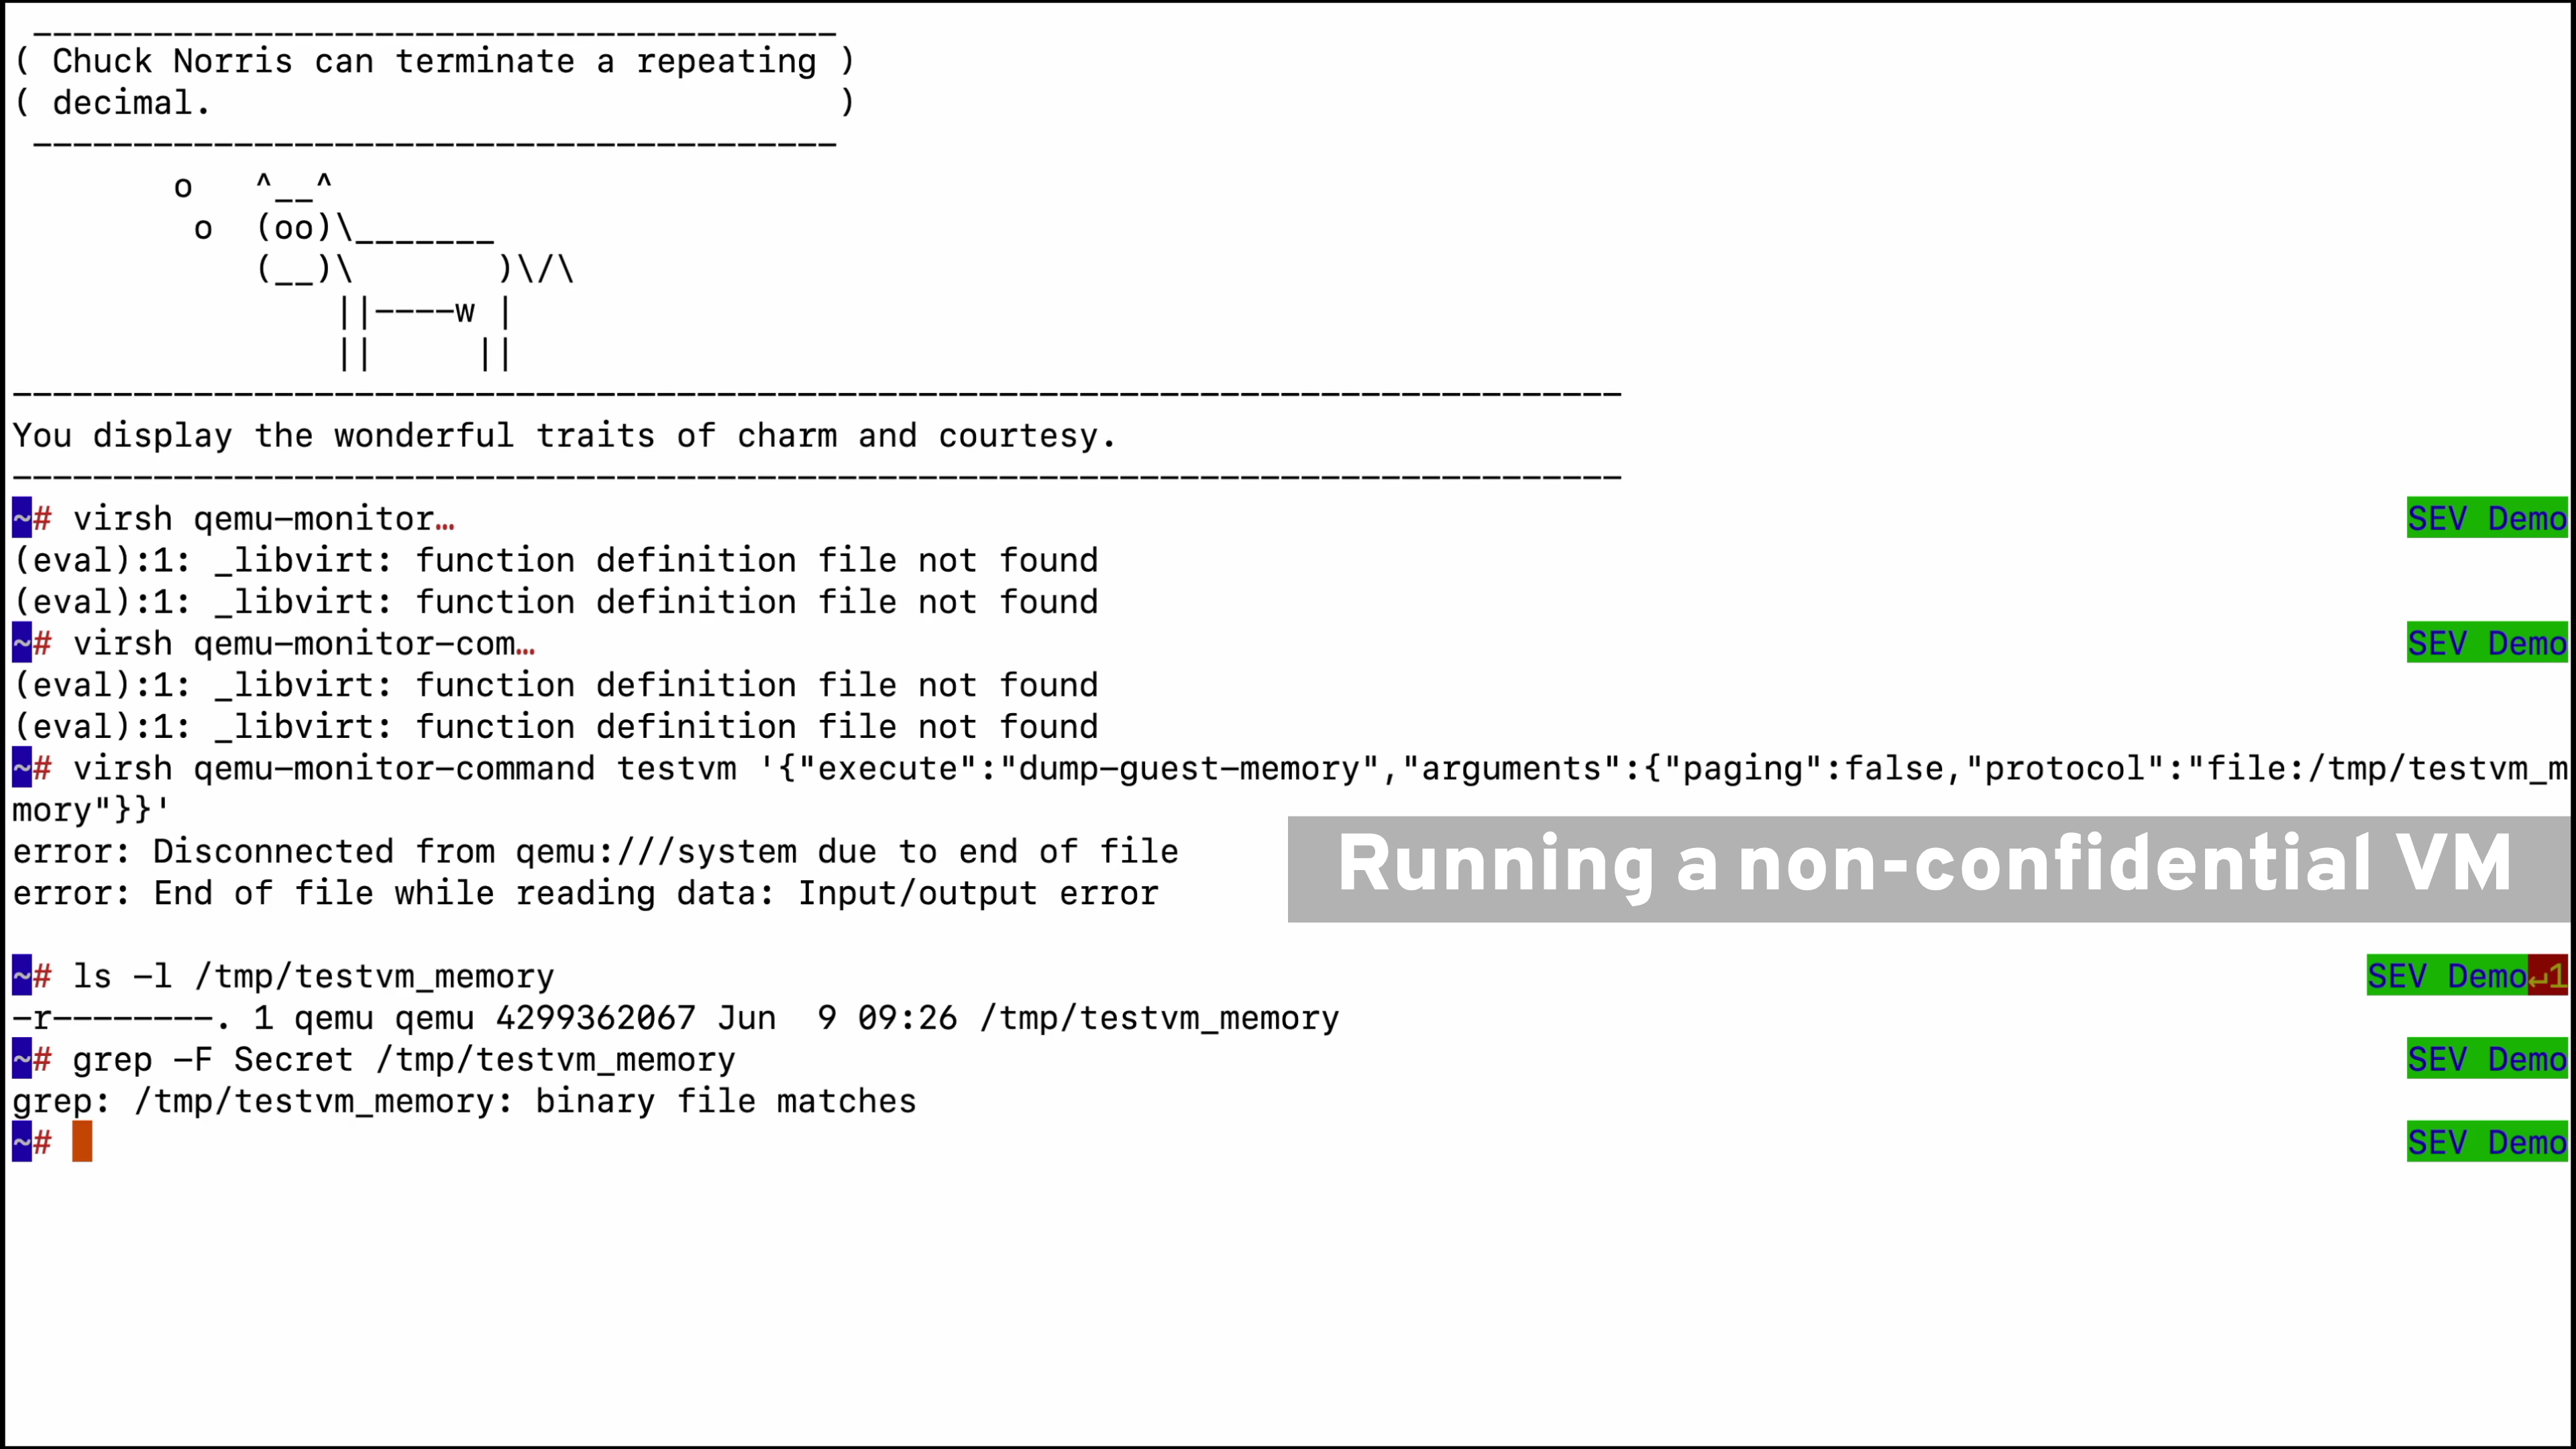 ________________________________________
( Chuck Norris can terminate a repeating )
( decimal.                               )
 ----------------------------------------
        o   ^__^
         o  (oo)\_______
            (__)\       )\/\
                ||----w |
                ||     ||
--------------------------------------------------------------------------------
You display the wonderful traits of charm and courtesy.
--------------------------------------------------------------------------------
~# virsh qemu-monitor… SEV Demo
(eval):1: _libvirt: function definition file not found
(eval):1: _libvirt: function definition file not found
~# virsh qemu-monitor-com… SEV Demo
(eval):1: _libvirt: function definition file not found
(eval):1: _libvirt: function definition file not found
~# virsh qemu-monitor-command testvm '{"execute":"dump-guest-memory","arguments":{"paging":false,"protocol":"file:/tmp/testvm_m
mory"}}'
error: Disconnected from qemu:///system due to end of file
Running a non-confidential VM
error: End of file while reading data: Input/output error
~# ls -l /tmp/testvm_memory SEV Demo↵1
-r--------. 1 qemu qemu 4299362067 Jun  9 09:26 /tmp/testvm_memory
~# grep -F Secret /tmp/testvm_memory SEV Demo
grep: /tmp/testvm_memory: binary file matches
~# SEV Demo